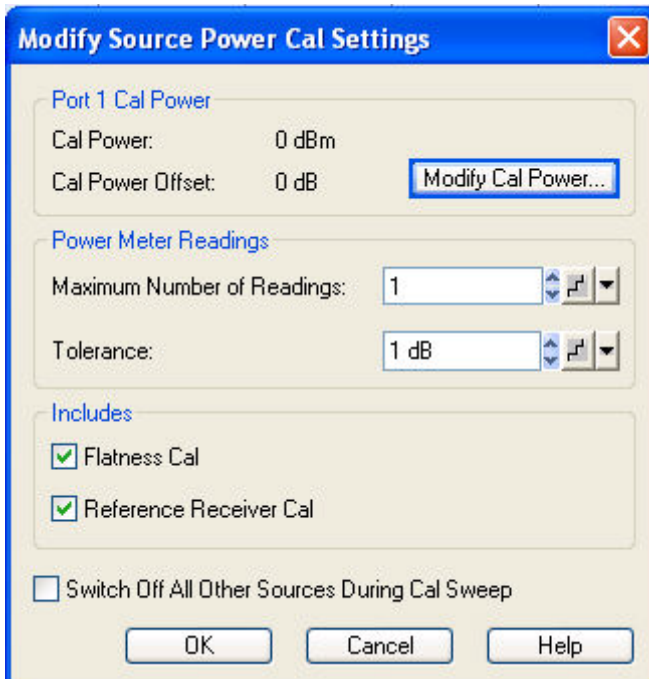 Modify Source Power Cal Settings
Port 1 Cal Power
Cal Power: 0 dBm
Cal Power Offset: 0 dB Modify Cal Power...
Power Meter Readings
Maximum Number of Readings: 1
Tolerance: 1 dB
Includes
Flatness Cal
Reference Receiver Cal
Switch Off All Other Sources During Cal Sweep
OK Cancel Help